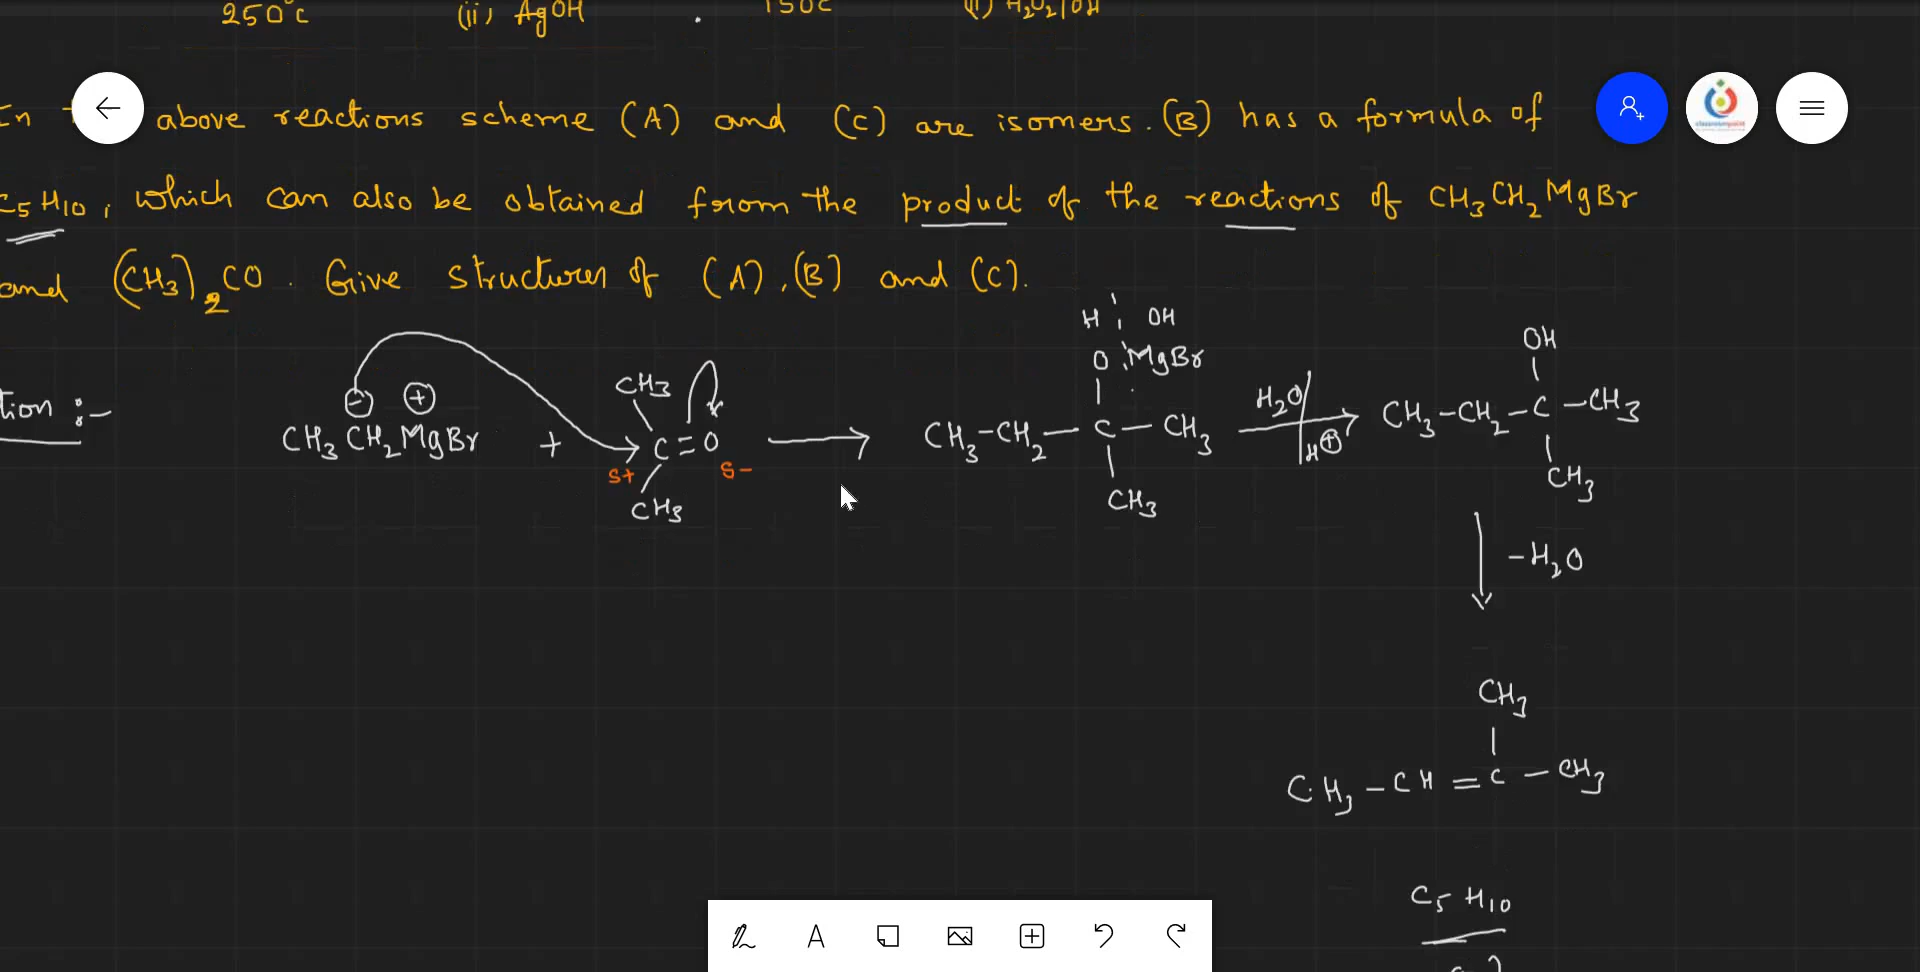 250°C (ii) AgOH 150°C (ii) H2O2/OH
In above reactions scheme (A) and (C) are isomers. (B) has a formula of
C5H10, which can also be obtained from the product of the reactions of CH3CH2MgBr
and (CH3)2CO. Give structures of (A), (B) and (C).
H OH
OH
CH3 O MgBr
tion :- ⊖ ⊕ H2O
CH3CH2MgBr + C=O → CH3-CH2-C-CH3 H⊕ → CH3-CH2-C-CH3
δ+ δ-
CH3 CH3 CH3
-H2O
CH3
CH3-CH=C-CH3
C5H10
A